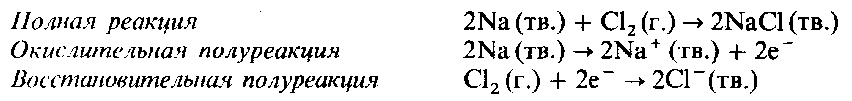 Полная реакция 2Na (тв.) + Cl₂ (г.) → 2NaCl (тв.)
Окислительная полуреакция 2Na (тв.) → 2Na⁺ (тв.) + 2e⁻
Восстановительная полуреакция Cl₂ (г.) + 2e⁻ → 2Cl⁻ (тв.)